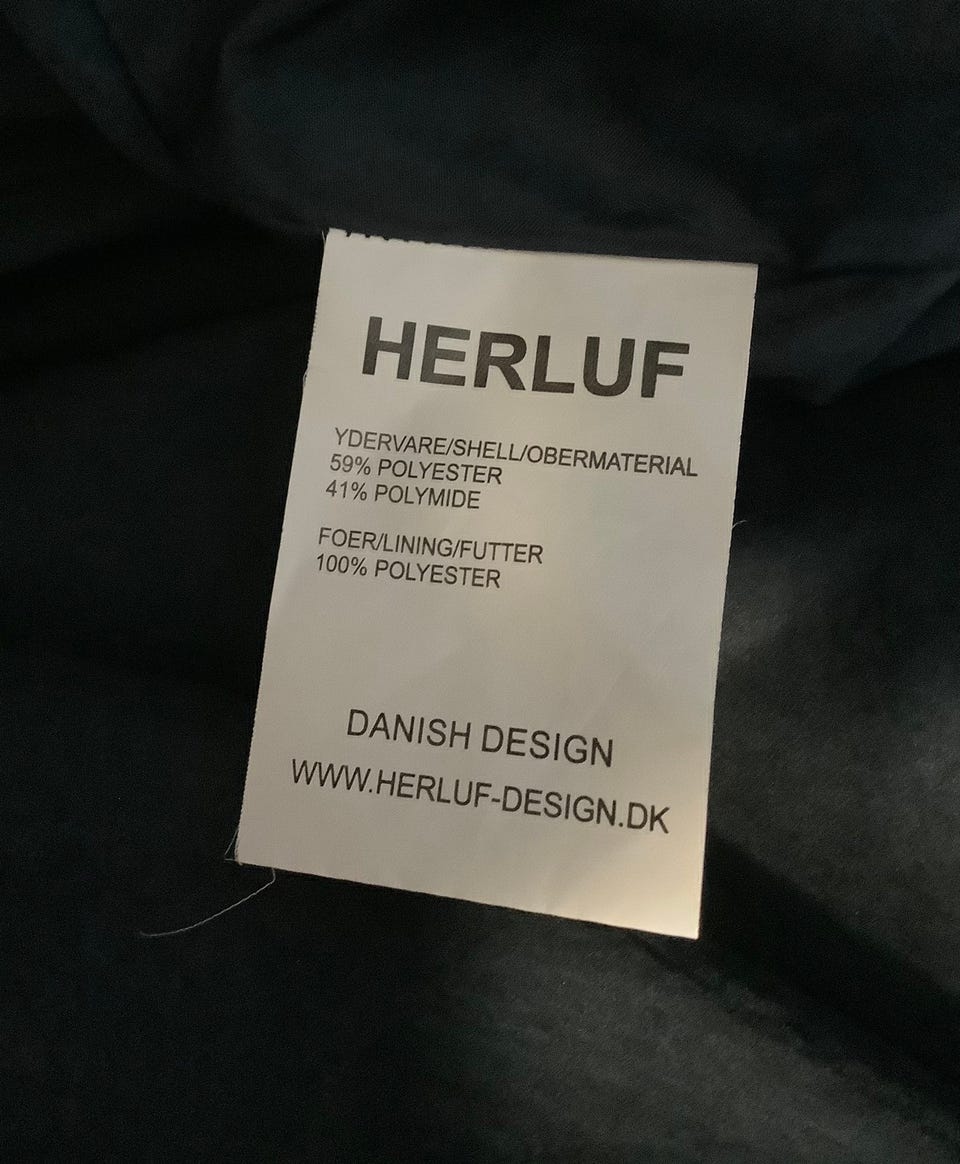 HERLUF
YDERVARE/SHELL/OBERMATERIAL
59% POLYESTER
41% POLYMIDE
FOER/LINING/FUTTER
100% POLYESTER
DANISH DESIGN
WWW.HERLUF-DESIGN.DK